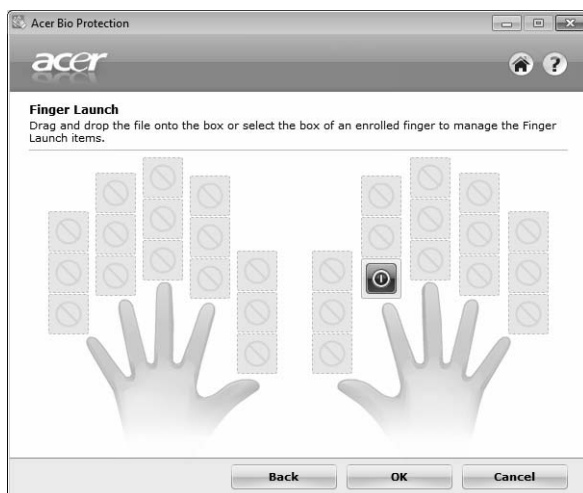 Acer Bio Protection
acer
Finger Launch
Drag and drop the file onto the box or select the box of an enrolled finger to manage the Finger
Launch items.
Back OK Cancel